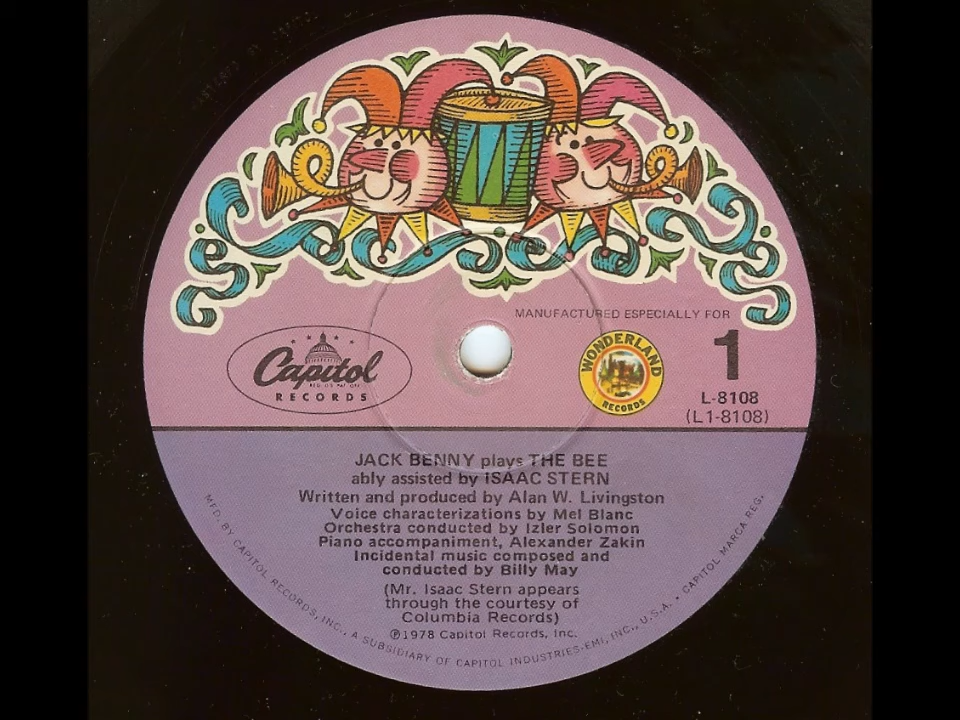 MANUFACTURED ESPECIALLY FOR
Capitol
RECORDS
WONDERLAND
RECORDS
1
L-8108
(L1-8108)
JACK BENNY plays THE BEE
ably assisted by ISAAC STERN
Written and produced by Alan W. Livingston
Voice characterizations by Mel Blanc
Orchestra conducted by Izler Solomon
Piano accompaniment, Alexander Zakin
Incidental music composed and
conducted by Billy May
(Mr. Isaac Stern appears
through the courtesy of
Columbia Records)
Ⓟ1978 Capitol Records, Inc.
MFD. BY CAPITOL RECORDS, INC., A SUBSIDIARY OF CAPITOL INDUSTRIES-EMI, INC., U.S.A. • CAPITOL MARCA REG.